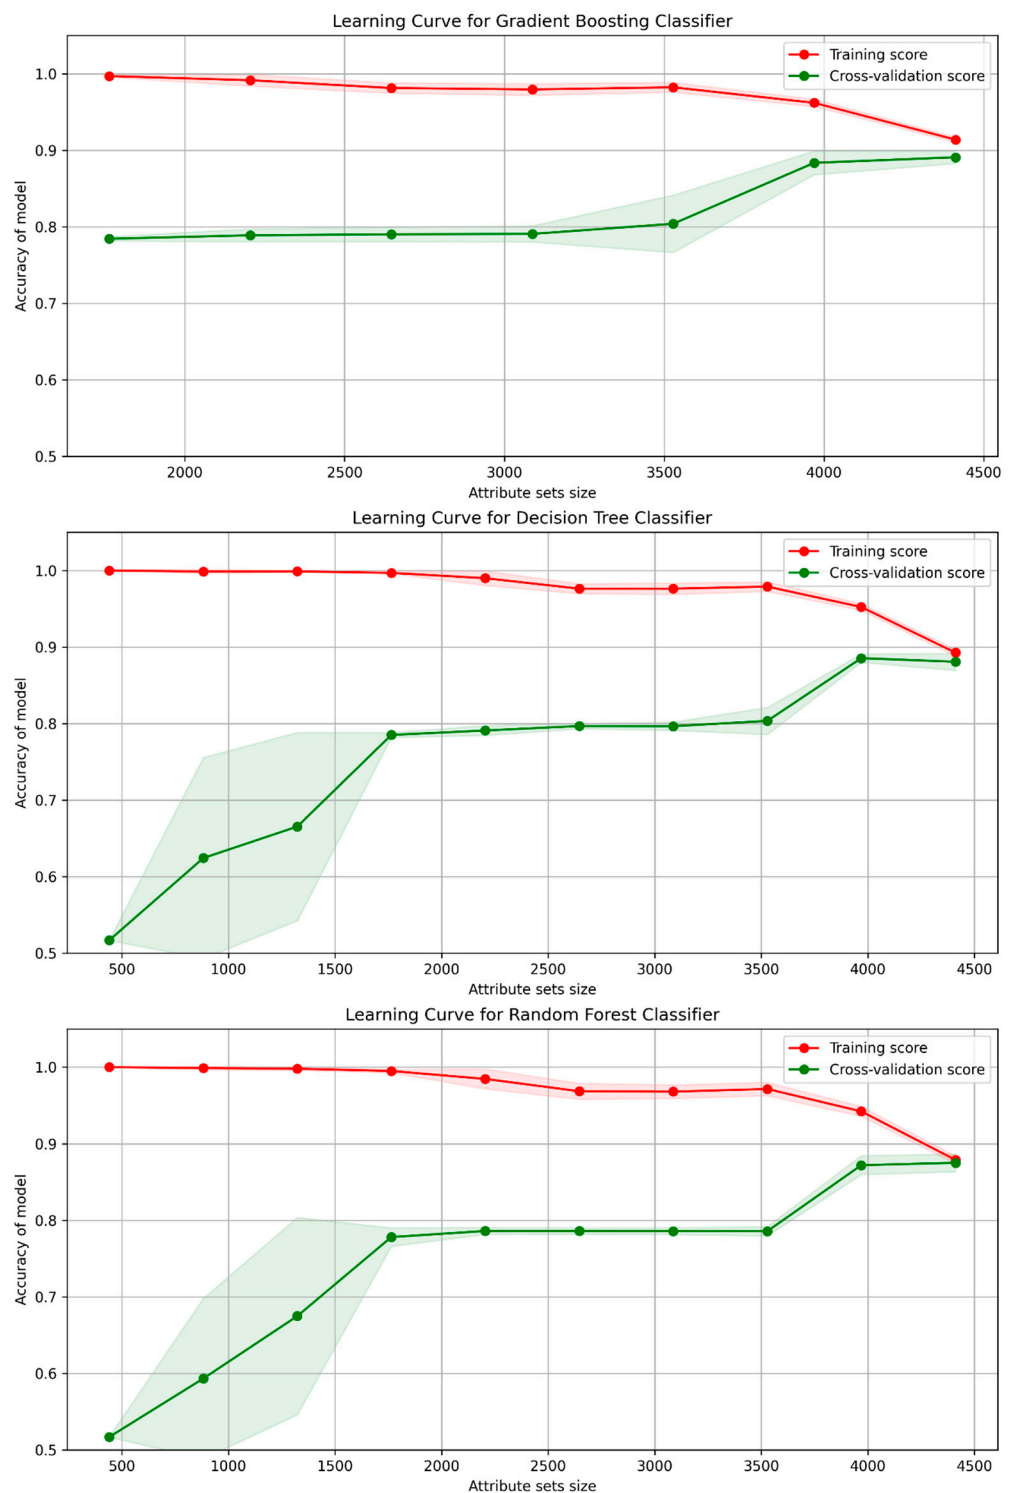 Learning Curve for Gradient Boosting Classifier
Training score
Cross-validation score
1.0
0.9
0.8
0.7
0.6
0.5
Accuracy of model
2000 2500 3000 3500 4000 4500
Attribute sets size
Learning Curve for Decision Tree Classifier
Training score
Cross-validation score
1.0
0.9
0.8
0.7
0.6
0.5
Accuracy of model
500 1000 1500 2000 2500 3000 3500 4000 4500
Attribute sets size
Learning Curve for Random Forest Classifier
Training score
Cross-validation score
1.0
0.9
0.8
0.7
0.6
0.5
Accuracy of model
500 1000 1500 2000 2500 3000 3500 4000 4500
Attribute sets size